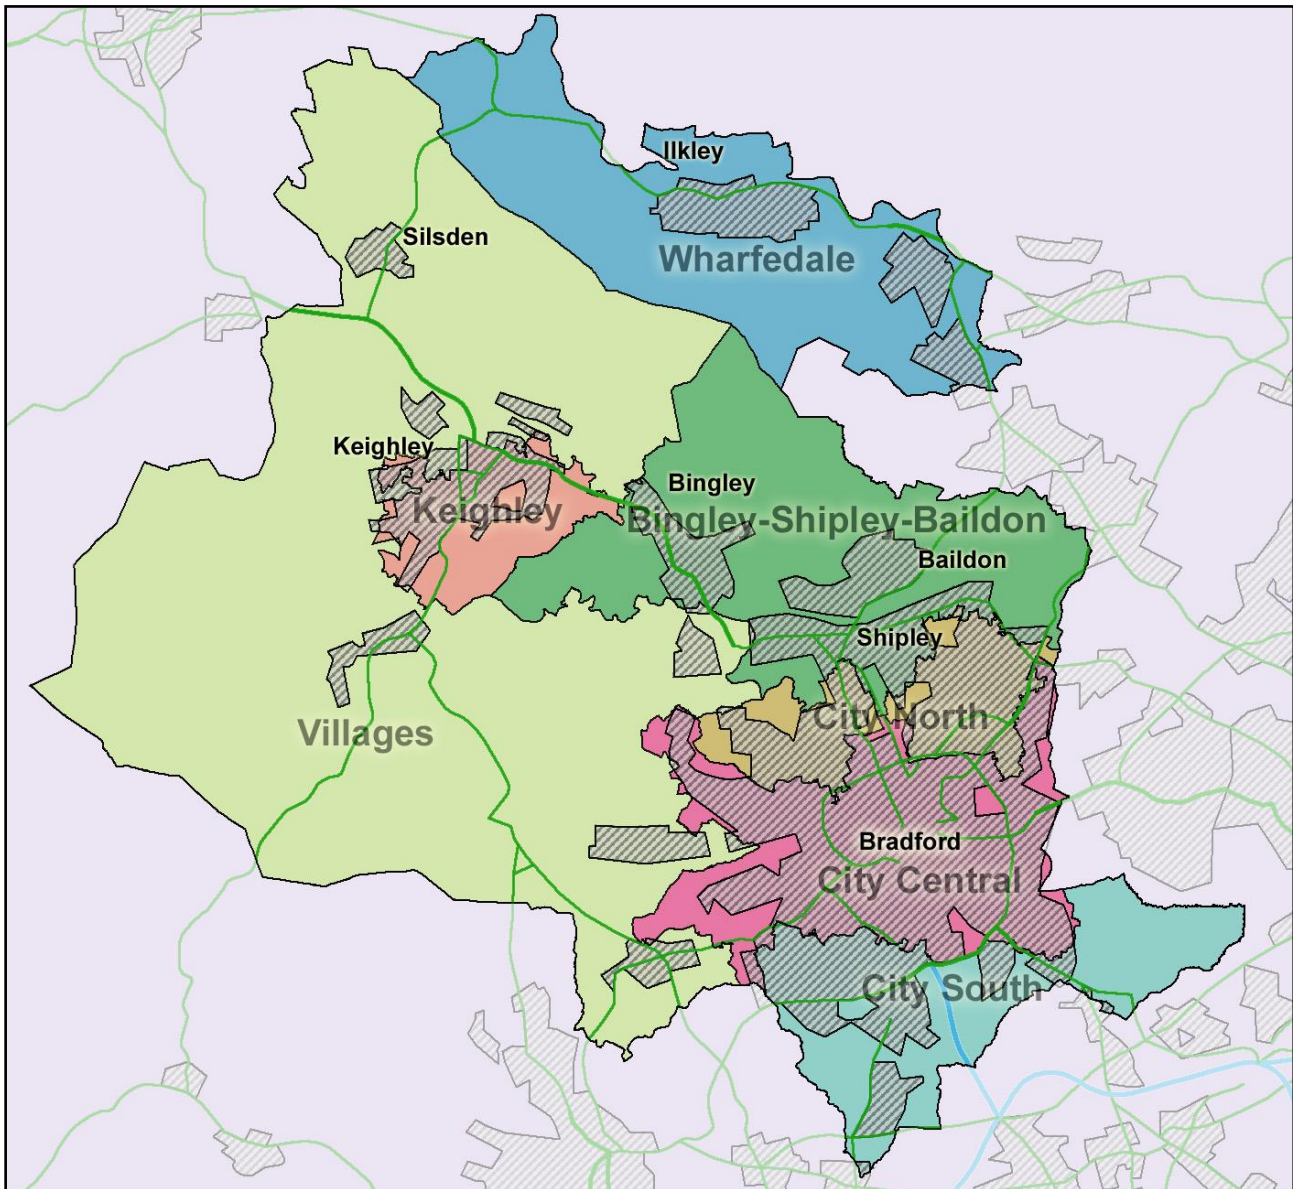 Ilkley
Silsden
Wharfedale
Keighley
Bingley
Keighley
Bingley-Shipley-Baildon
Baildon
Shipley
City North
Villages
Bradford
City Central
City South